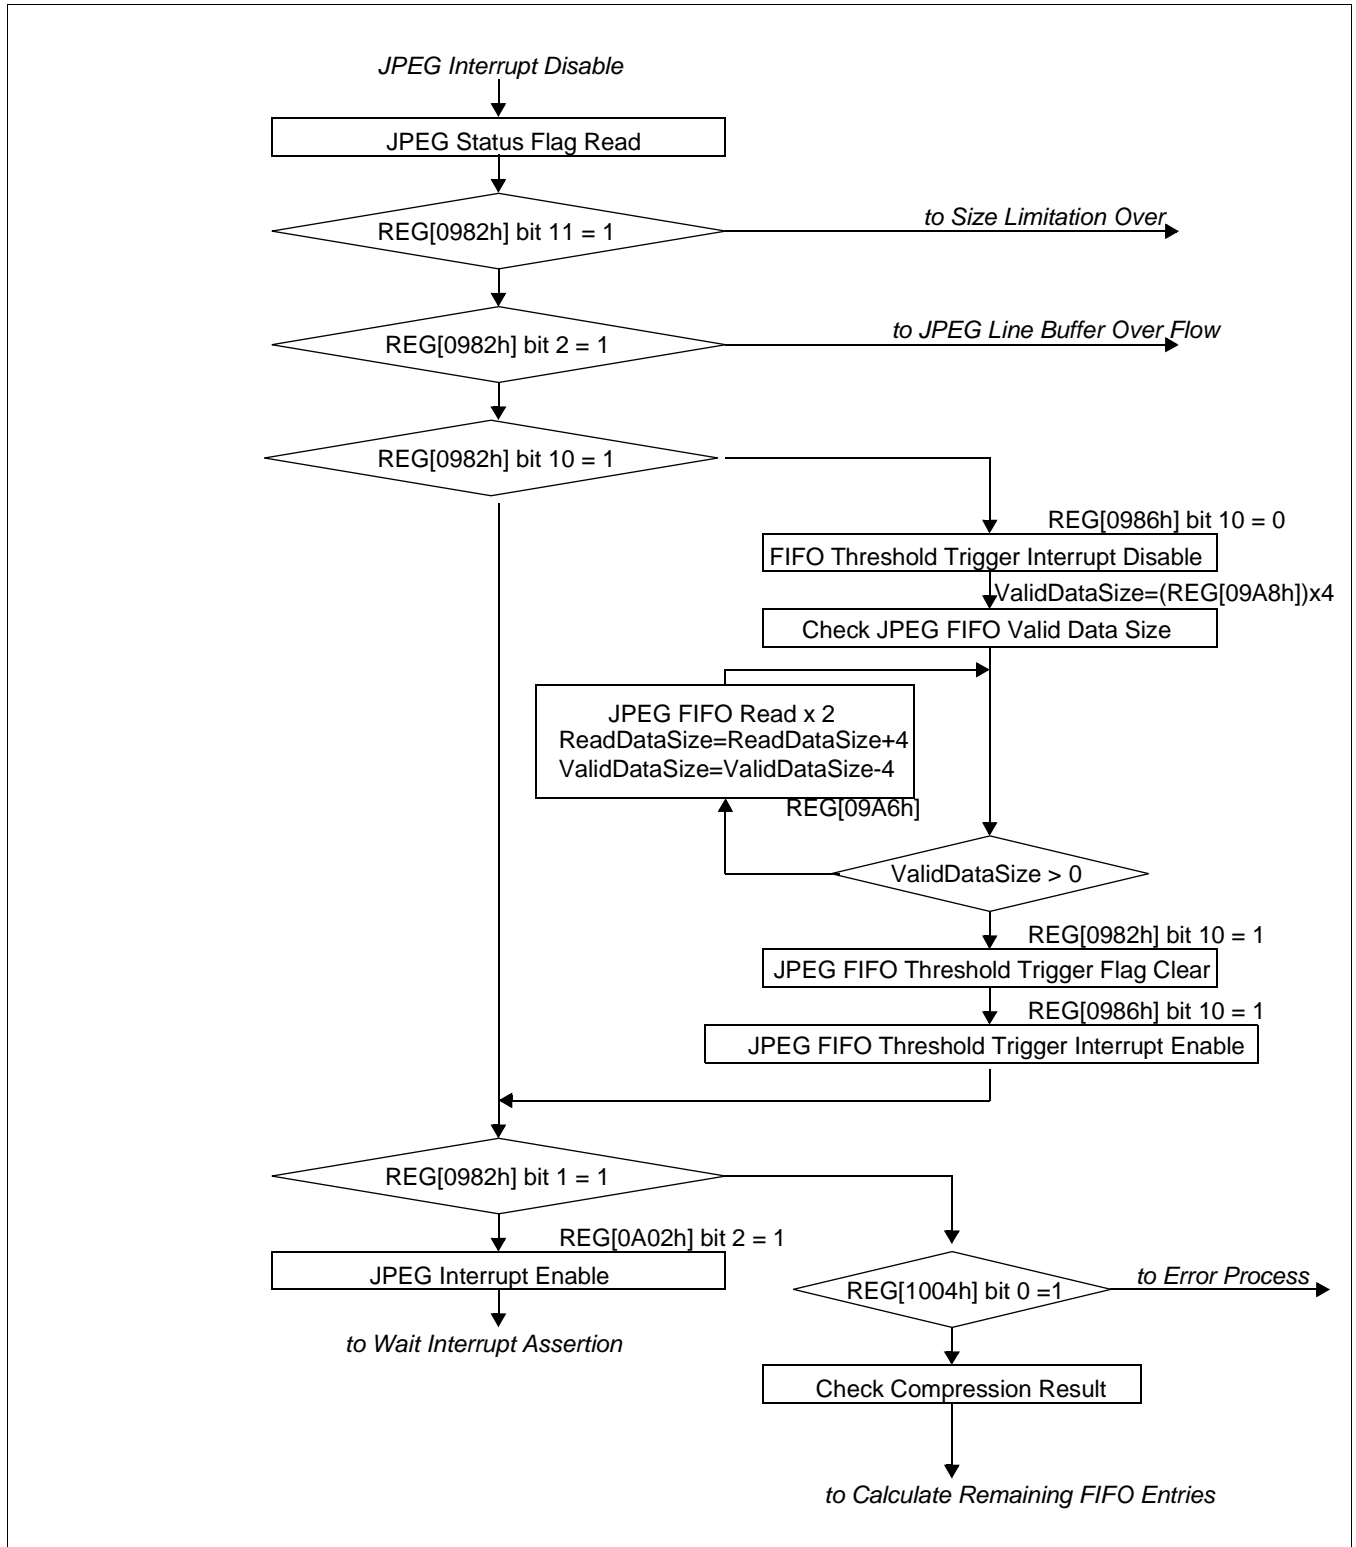 JPEG Interrupt Disable
JPEG Status Flag Read
REG[0982h] bit 11 = 1
to Size Limitation Over
REG[0982h] bit 2 = 1
to JPEG Line Buffer Over Flow
REG[0982h] bit 10 = 1
REG[0986h] bit 10 = 0
FIFO Threshold Trigger Interrupt Disable
ValidDataSize=(REG[09A8h])x4
Check JPEG FIFO Valid Data Size
JPEG FIFO Read x 2
ReadDataSize=ReadDataSize+4
ValidDataSize=ValidDataSize-4
REG[09A6h]
ValidDataSize > 0
REG[0982h] bit 10 = 1
JPEG FIFO Threshold Trigger Flag Clear
REG[0986h] bit 10 = 1
JPEG FIFO Threshold Trigger Interrupt Enable
REG[0982h] bit 1 = 1
REG[0A02h] bit 2 = 1
JPEG Interrupt Enable
to Wait Interrupt Assertion
REG[1004h] bit 0 =1
to Error Process
Check Compression Result
to Calculate Remaining FIFO Entries